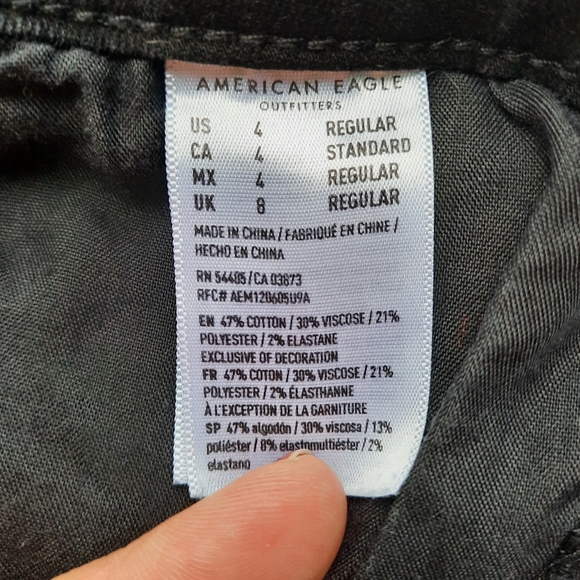 AMERICAN EAGLE
OUTFITTERS
US 4 REGULAR
CA 4 STANDARD
MX 4 REGULAR
UK 8 REGULAR
MADE IN CHINA / FABRIQUÉ EN CHINE /
HECHO EN CHINA
RN 54485 / CA 03873
RFC# AEM120605U9A
EN 47% COTTON / 30% VISCOSE / 21%
POLYESTER / 2% ELASTANE
EXCLUSIVE OF DECORATION
FR 47% COTON / 30% VISCOSE / 21%
POLYESTER / 2% ÉLASTHANNE
À L'EXCEPTION DE LA GARNITURE
SP 47% algodón / 30% viscosa / 13%
poliéster / 8% elastomultiéster / 2%
elastano